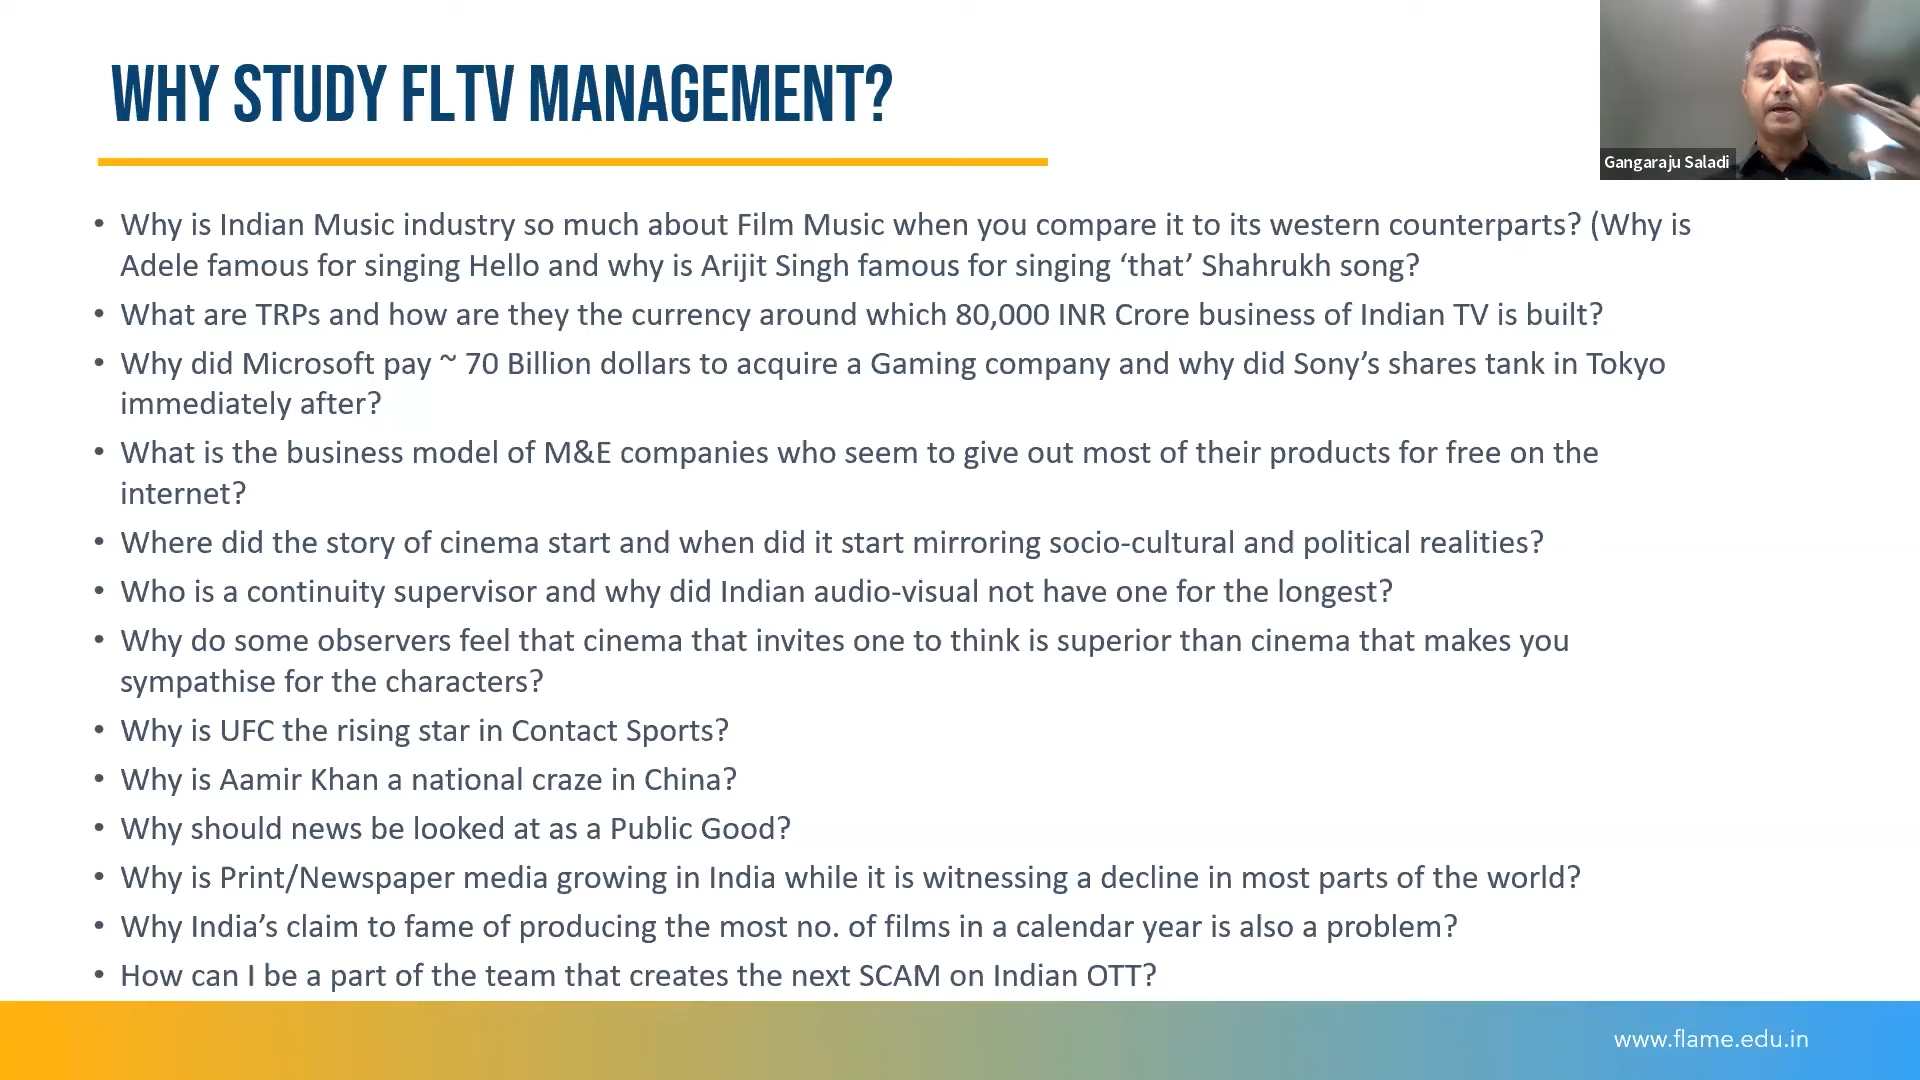 WHY STUDY FLTV MANAGEMENT?
Gangaraju Saladi
• Why is Indian Music industry so much about Film Music when you compare it to its western counterparts? (Why is
Adele famous for singing Hello and why is Arijit Singh famous for singing ‘that’ Shahrukh song?
• What are TRPs and how are they the currency around which 80,000 INR Crore business of Indian TV is built?
• Why did Microsoft pay ~ 70 Billion dollars to acquire a Gaming company and why did Sony’s shares tank in Tokyo
immediately after?
• What is the business model of M&E companies who seem to give out most of their products for free on the
internet?
• Where did the story of cinema start and when did it start mirroring socio-cultural and political realities?
• Who is a continuity supervisor and why did Indian audio-visual not have one for the longest?
• Why do some observers feel that cinema that invites one to think is superior than cinema that makes you
sympathise for the characters?
• Why is UFC the rising star in Contact Sports?
• Why is Aamir Khan a national craze in China?
• Why should news be looked at as a Public Good?
• Why is Print/Newspaper media growing in India while it is witnessing a decline in most parts of the world?
• Why India’s claim to fame of producing the most no. of films in a calendar year is also a problem?
• How can I be a part of the team that creates the next SCAM on Indian OTT?
www.flame.edu.in